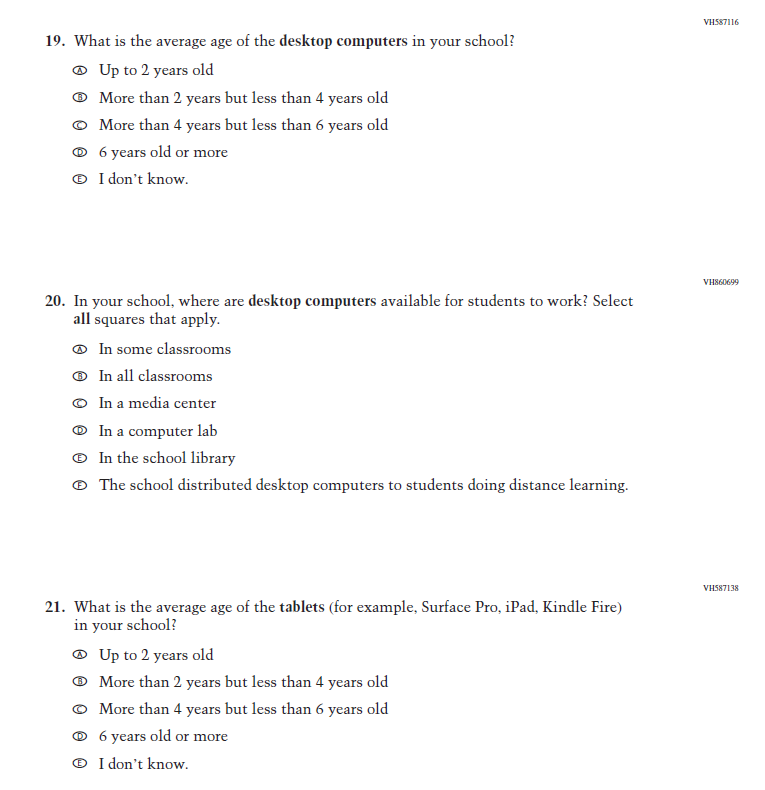 VH587116
19. What is the average age of the desktop computers in your school?
A Up to 2 years old
B More than 2 years but less than 4 years old
C More than 4 years but less than 6 years old
D 6 years old or more
E I don't know.
VH860699
20. In your school, where are desktop computers available for students to work? Select
all squares that apply.
A In some classrooms
B In all classrooms
C In a media center
D In a computer lab
E In the school library
F The school distributed desktop computers to students doing distance learning.
VH587138
21. What is the average age of the tablets (for example, Surface Pro, iPad, Kindle Fire)
in your school?
A Up to 2 years old
B More than 2 years but less than 4 years old
C More than 4 years but less than 6 years old
D 6 years old or more
E I don't know.